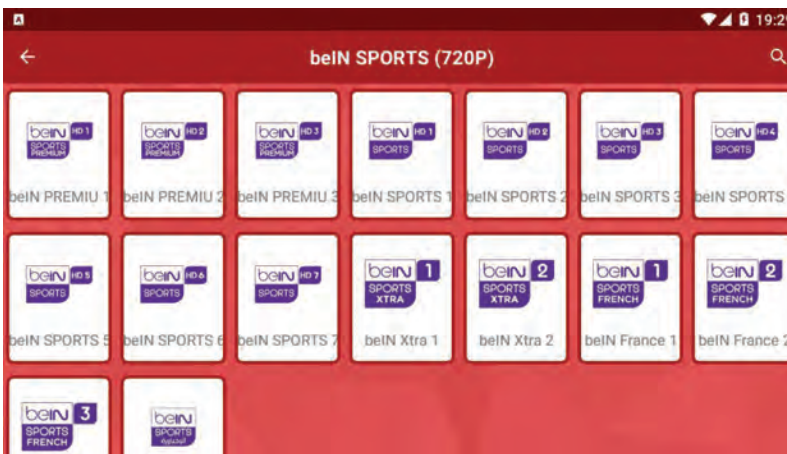 A
19:29
beIN SPORTS (720P)
beIN HD 1 SPORTS PREMIUM
beIN HD 2 SPORTS PREMIUM
beIN HD 3 SPORTS PREMIUM
beIN HD 1 SPORTS
beIN HD 2 SPORTS
beIN HD 3 SPORTS
beIN HD 4 SPORTS
beIN PREMIU 1
beIN PREMIU 2
beIN PREMIU 3
beIN SPORTS 1
beIN SPORTS 2
beIN SPORTS 3
beIN SPORTS
beIN HD 5 SPORTS
beIN HD 6 SPORTS
beIN HD 7 SPORTS
beIN 1 SPORTS XTRA
beIN 2 SPORTS XTRA
beIN 1 SPORTS FRENCH
beIN 2 SPORTS FRENCH
beIN SPORTS 5
beIN SPORTS 6
beIN SPORTS 7
beIN Xtra 1
beIN Xtra 2
beIN France 1
beIN France 2
beIN 3 SPORTS FRENCH
beIN SPORTS الإخبارية